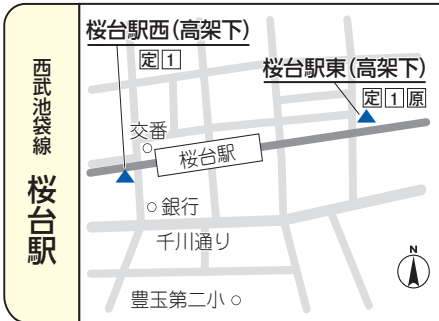 西武池袋線
桜台駅
桜台駅西(高架下)
定 1
桜台駅東(高架下)
定 1 原
交番
桜台駅
銀行
千川通り
豊玉第二小
N